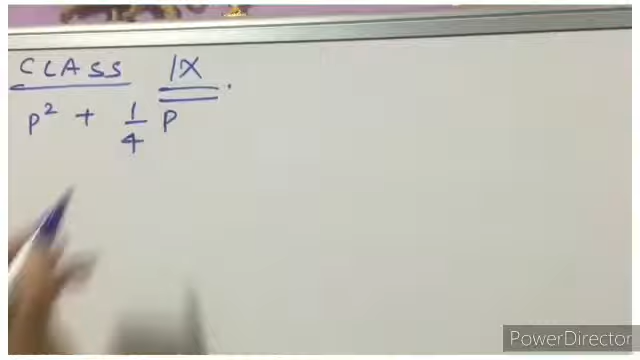 CLASS IX.
p² + 1/4 p
PowerDirector